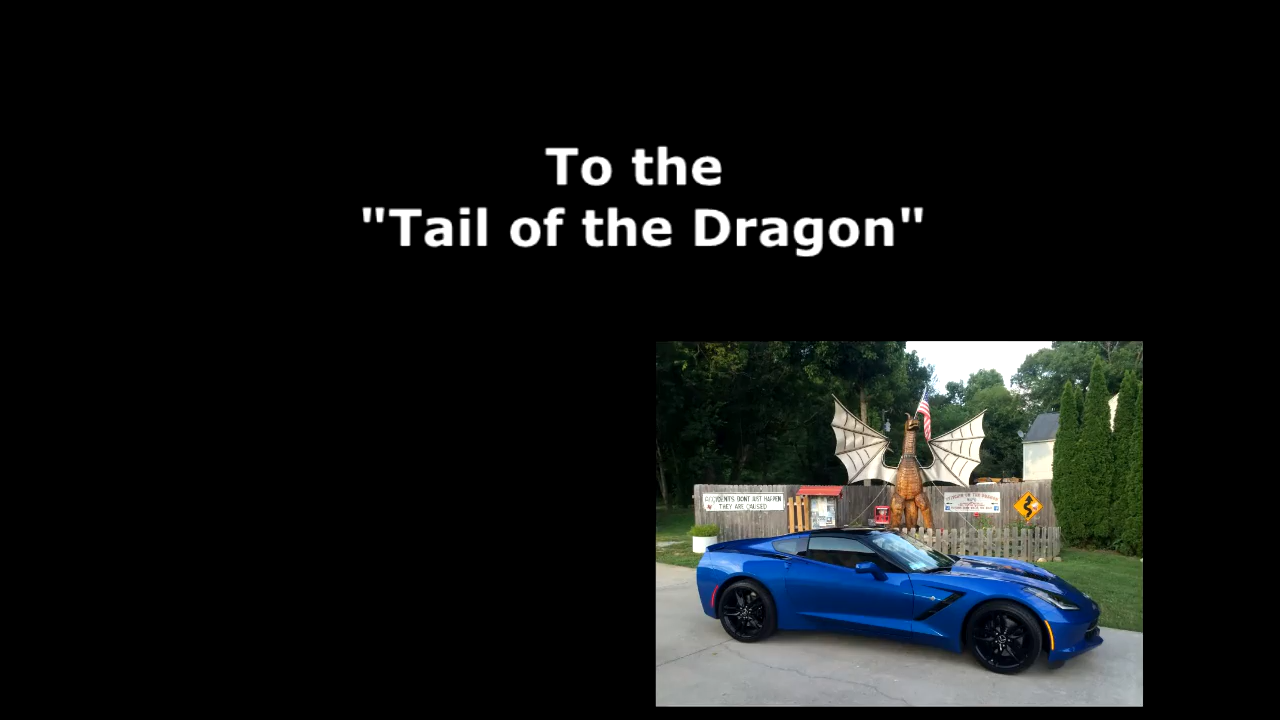 To the
"Tail of the Dragon"
ACCIDENTS DONT JUST HAPPEN
THEY ARE CAUSED